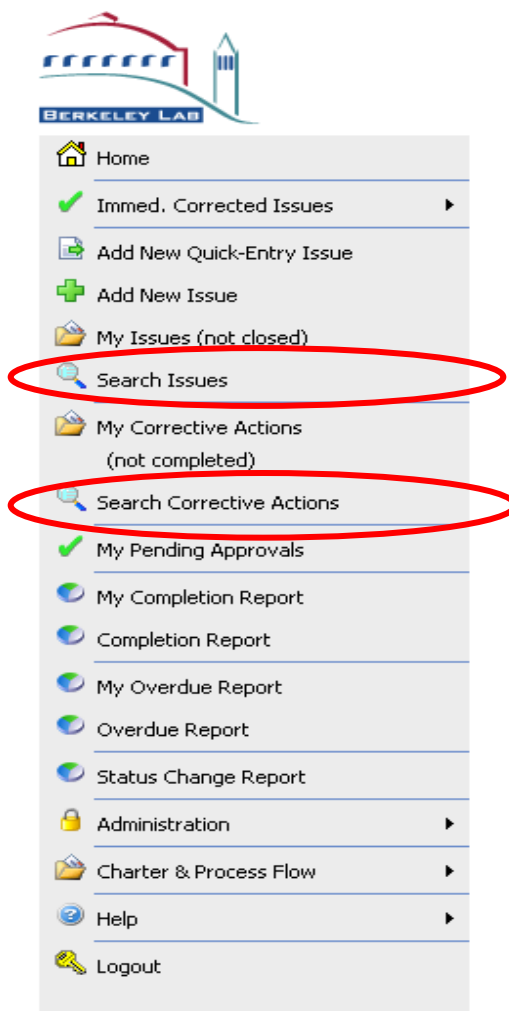 BERKELEY LAB
Home
Immed. Corrected Issues
Add New Quick-Entry Issue
Add New Issue
My Issues (not closed)
Search Issues
My Corrective Actions
(not completed)
Search Corrective Actions
My Pending Approvals
My Completion Report
Completion Report
My Overdue Report
Overdue Report
Status Change Report
Administration
Charter & Process Flow
Help
Logout